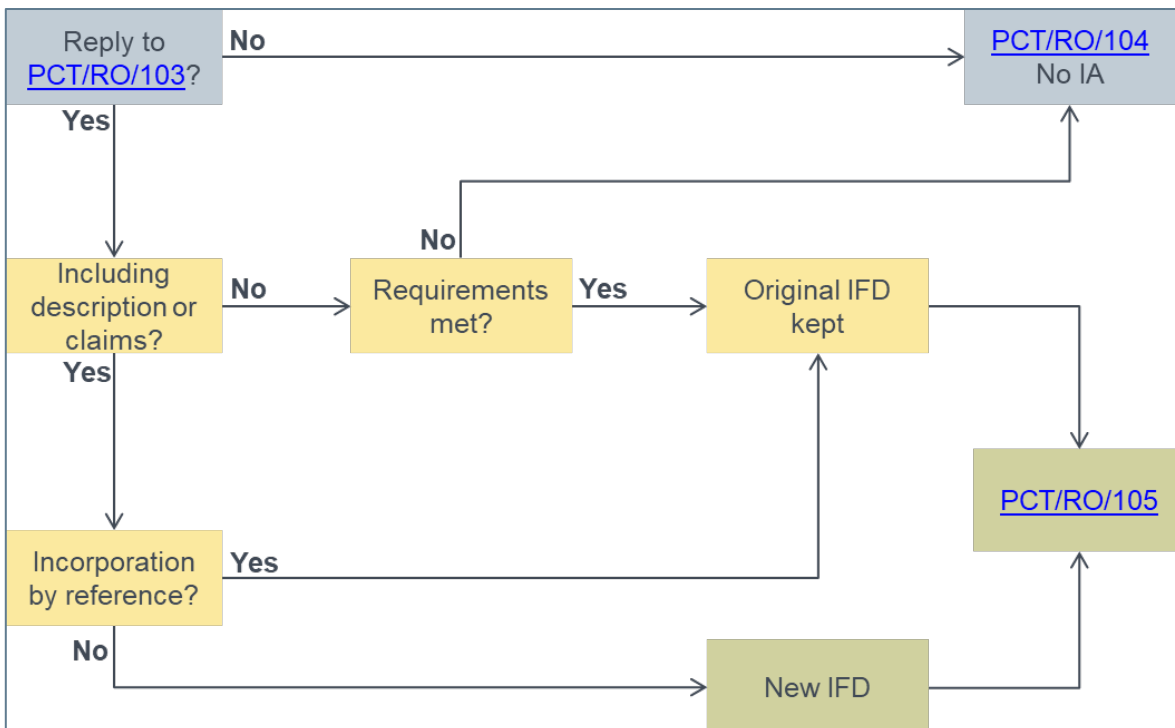 Reply to
PCT/RO/103?
No
PCT/RO/104
No IA
Yes
No
Including
description or
claims?
No
Requirements
met?
Yes
Original IFD
kept
Yes
PCT/RO/105
Incorporation
by reference?
Yes
No
New IFD